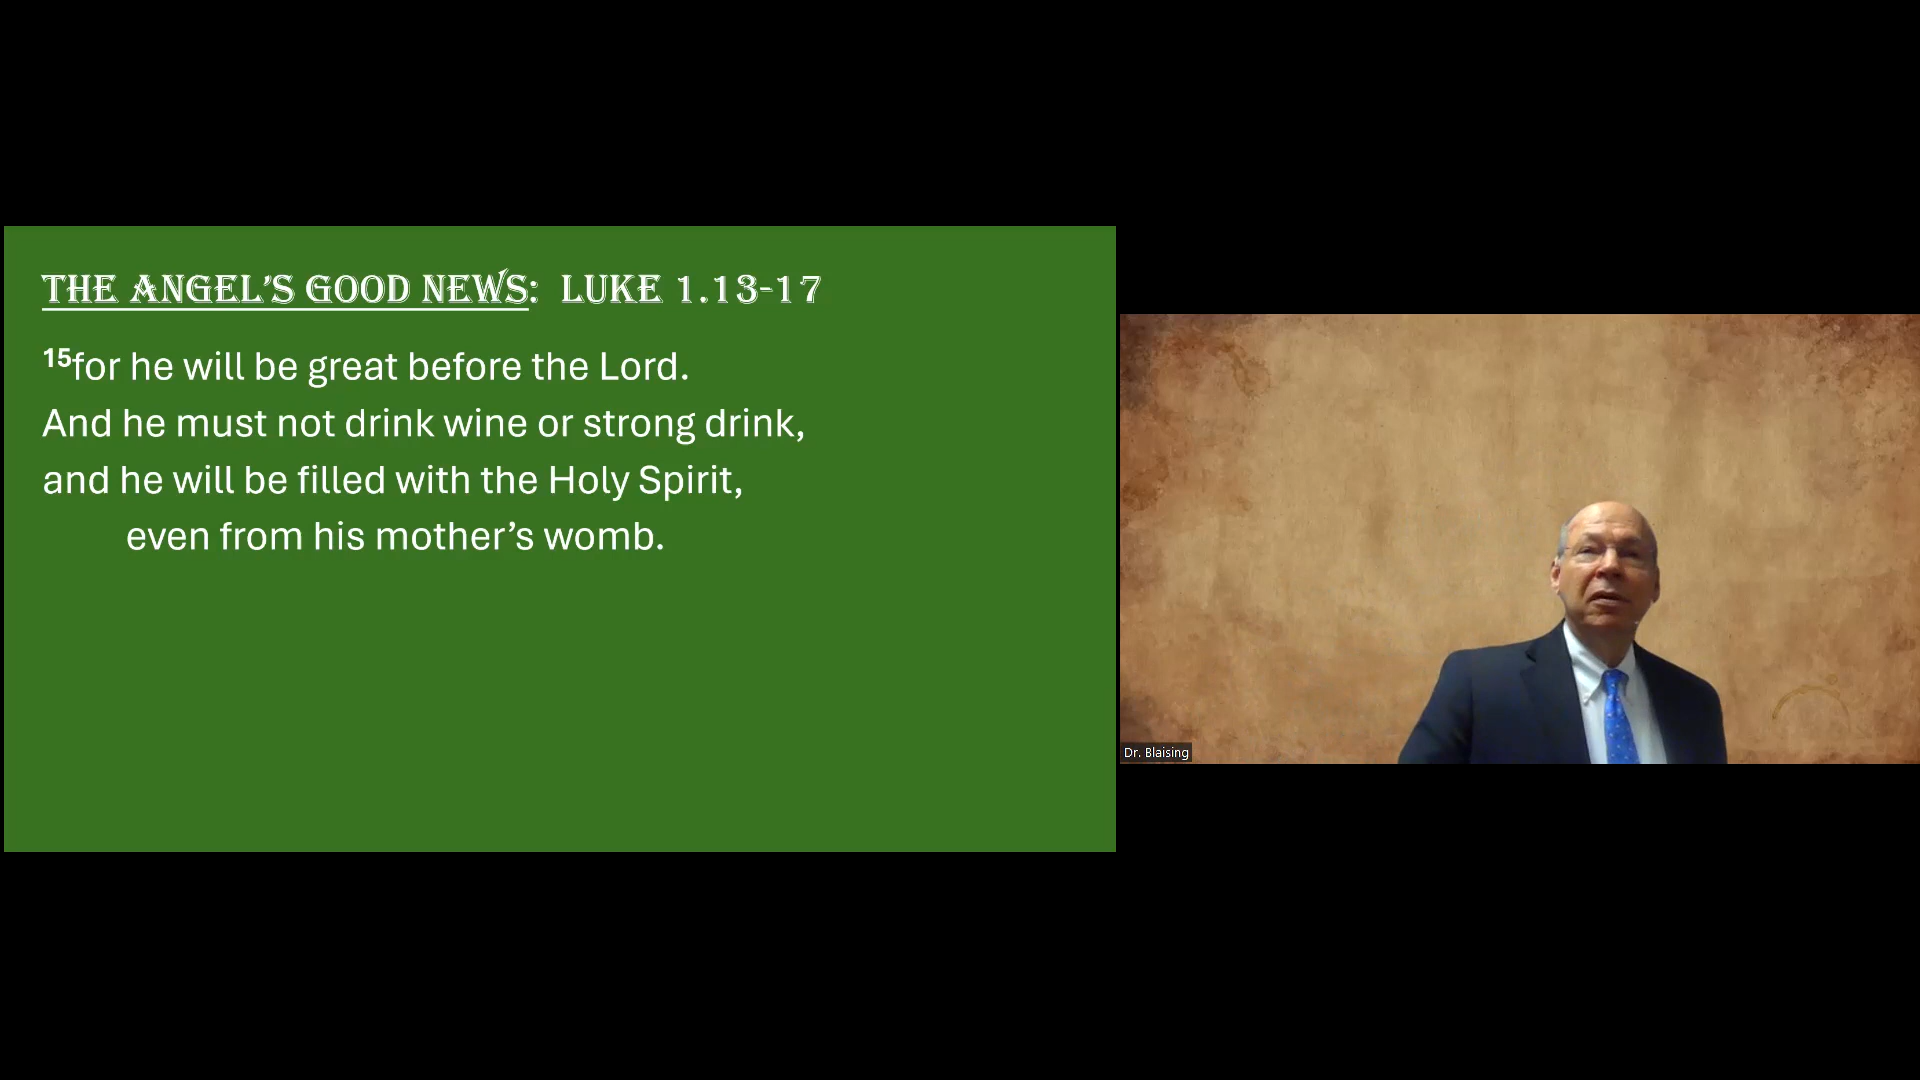 THE ANGEL'S GOOD NEWS: LUKE 1.13-17
15for he will be great before the Lord.
And he must not drink wine or strong drink,
and he will be filled with the Holy Spirit,
even from his mother's womb.
Dr. Blaising